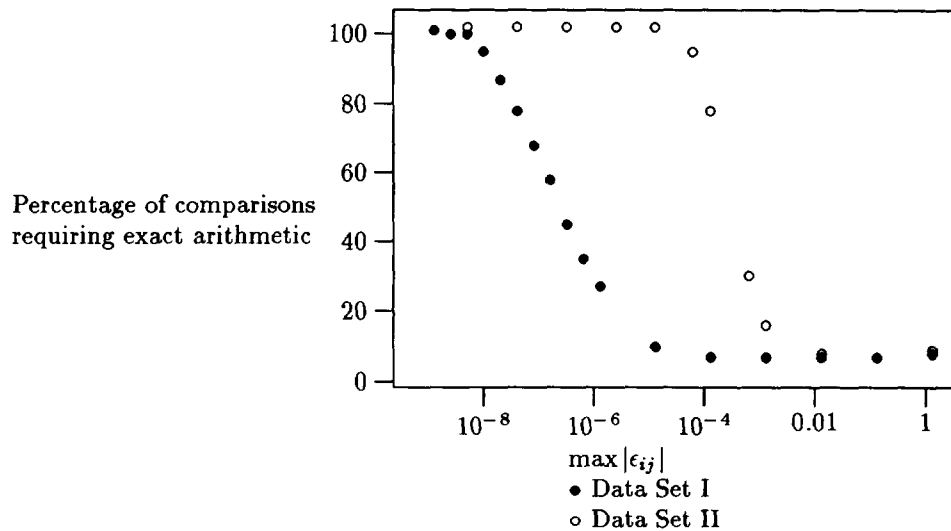 100
80
60
40
20
0
Percentage of comparisons
requiring exact arithmetic
10⁻⁸ 10⁻⁶ 10⁻⁴ 0.01 1
max |ϵᵢⱼ|
● Data Set I
○ Data Set II